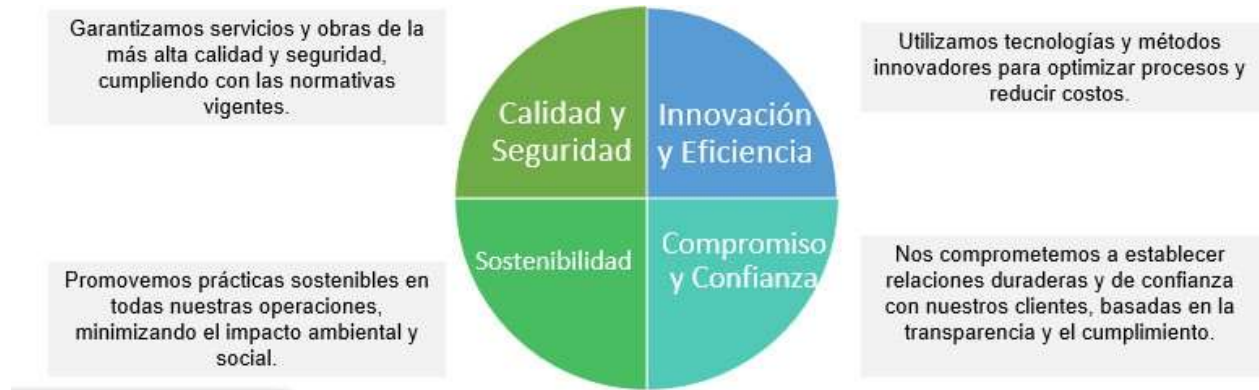 Garantizamos servicios y obras de la
más alta calidad y seguridad,
cumpliendo con las normativas
vigentes.
Calidad y
Seguridad
Innovación
y Eficiencia
Utilizamos tecnologías y métodos
innovadores para optimizar procesos y
reducir costos.
Promovemos prácticas sostenibles en
todas nuestras operaciones,
minimizando el impacto ambiental y
social.
Sostenibilidad
Compromiso
y Confianza
Nos comprometemos a establecer
relaciones duraderas y de confianza
con nuestros clientes, basadas en la
transparencia y el cumplimiento.